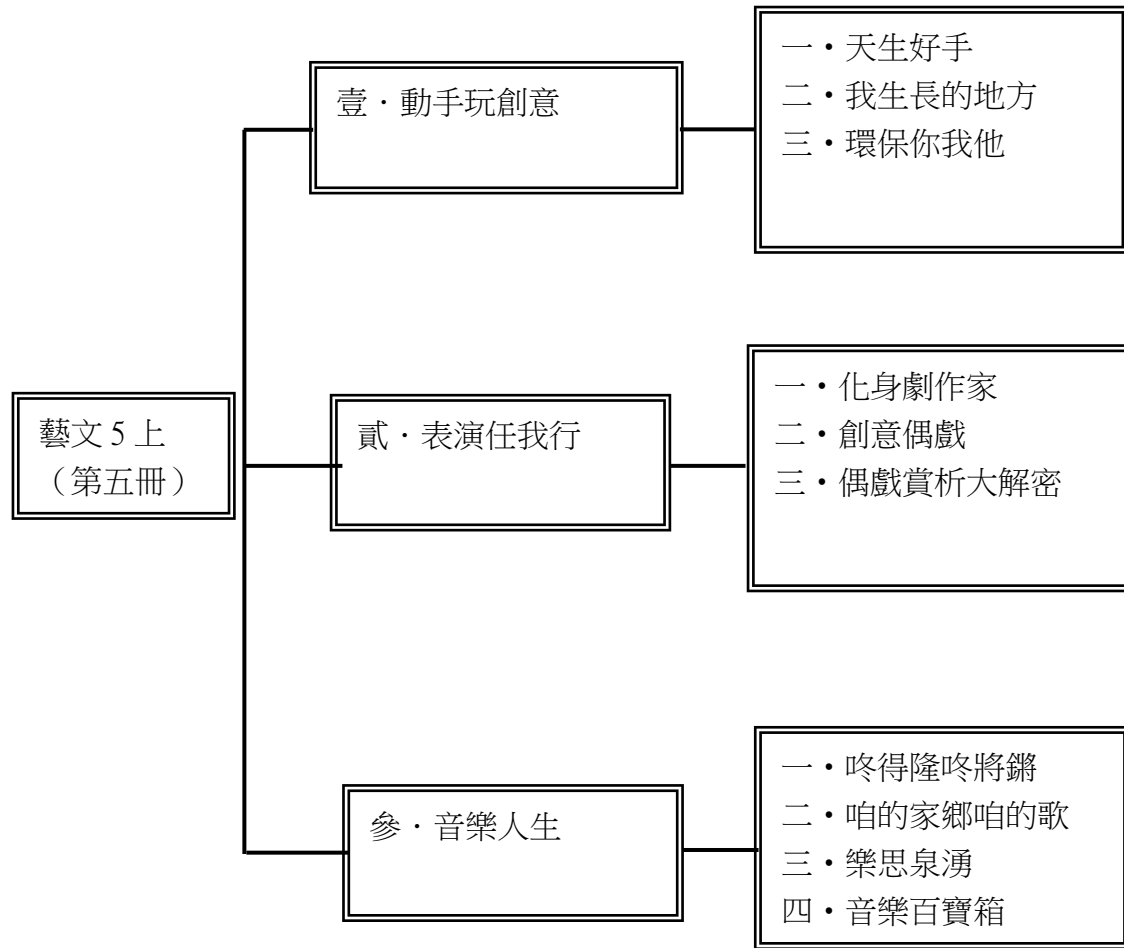 藝文 5 上
（第五冊）
壹．動手玩創意
一・天生好手
二・我生長的地方
三・環保你我他
貳．表演任我行
一・化身劇作家
二・創意偶戲
三・偶戲賞析大解密
參．音樂人生
一・咚得隆咚將鏘
二・咱的家鄉咱的歌
三・樂思泉湧
四・音樂百寶箱